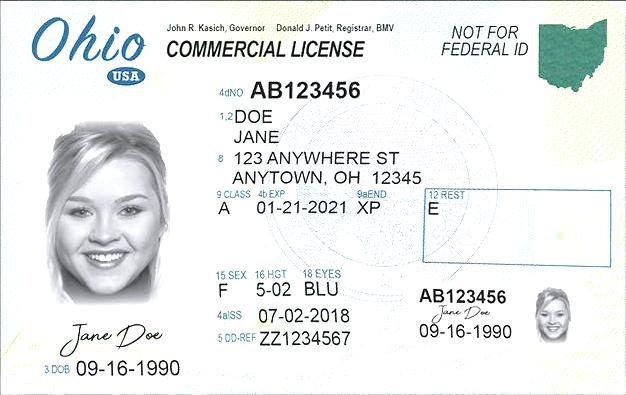 Ohio
USA
John R. Kasich, Governor Donald J. Petit, Registrar, BMV
COMMERCIAL LICENSE
NOT FOR
FEDERAL ID
4dNO AB123456
1,2 DOE
JANE
8 123 ANYWHERE ST
ANYTOWN, OH 12345
9 CLASS 4b EXP 9aEND 12 REST
A 01-21-2021 XP E
15 SEX 16 HGT 18 EYES
F 5-02 BLU
4aISS 07-02-2018
5 DD-REF ZZ1234567
AB123456
Jane Doe
09-16-1990
Jane Doe
3 DOB 09-16-1990